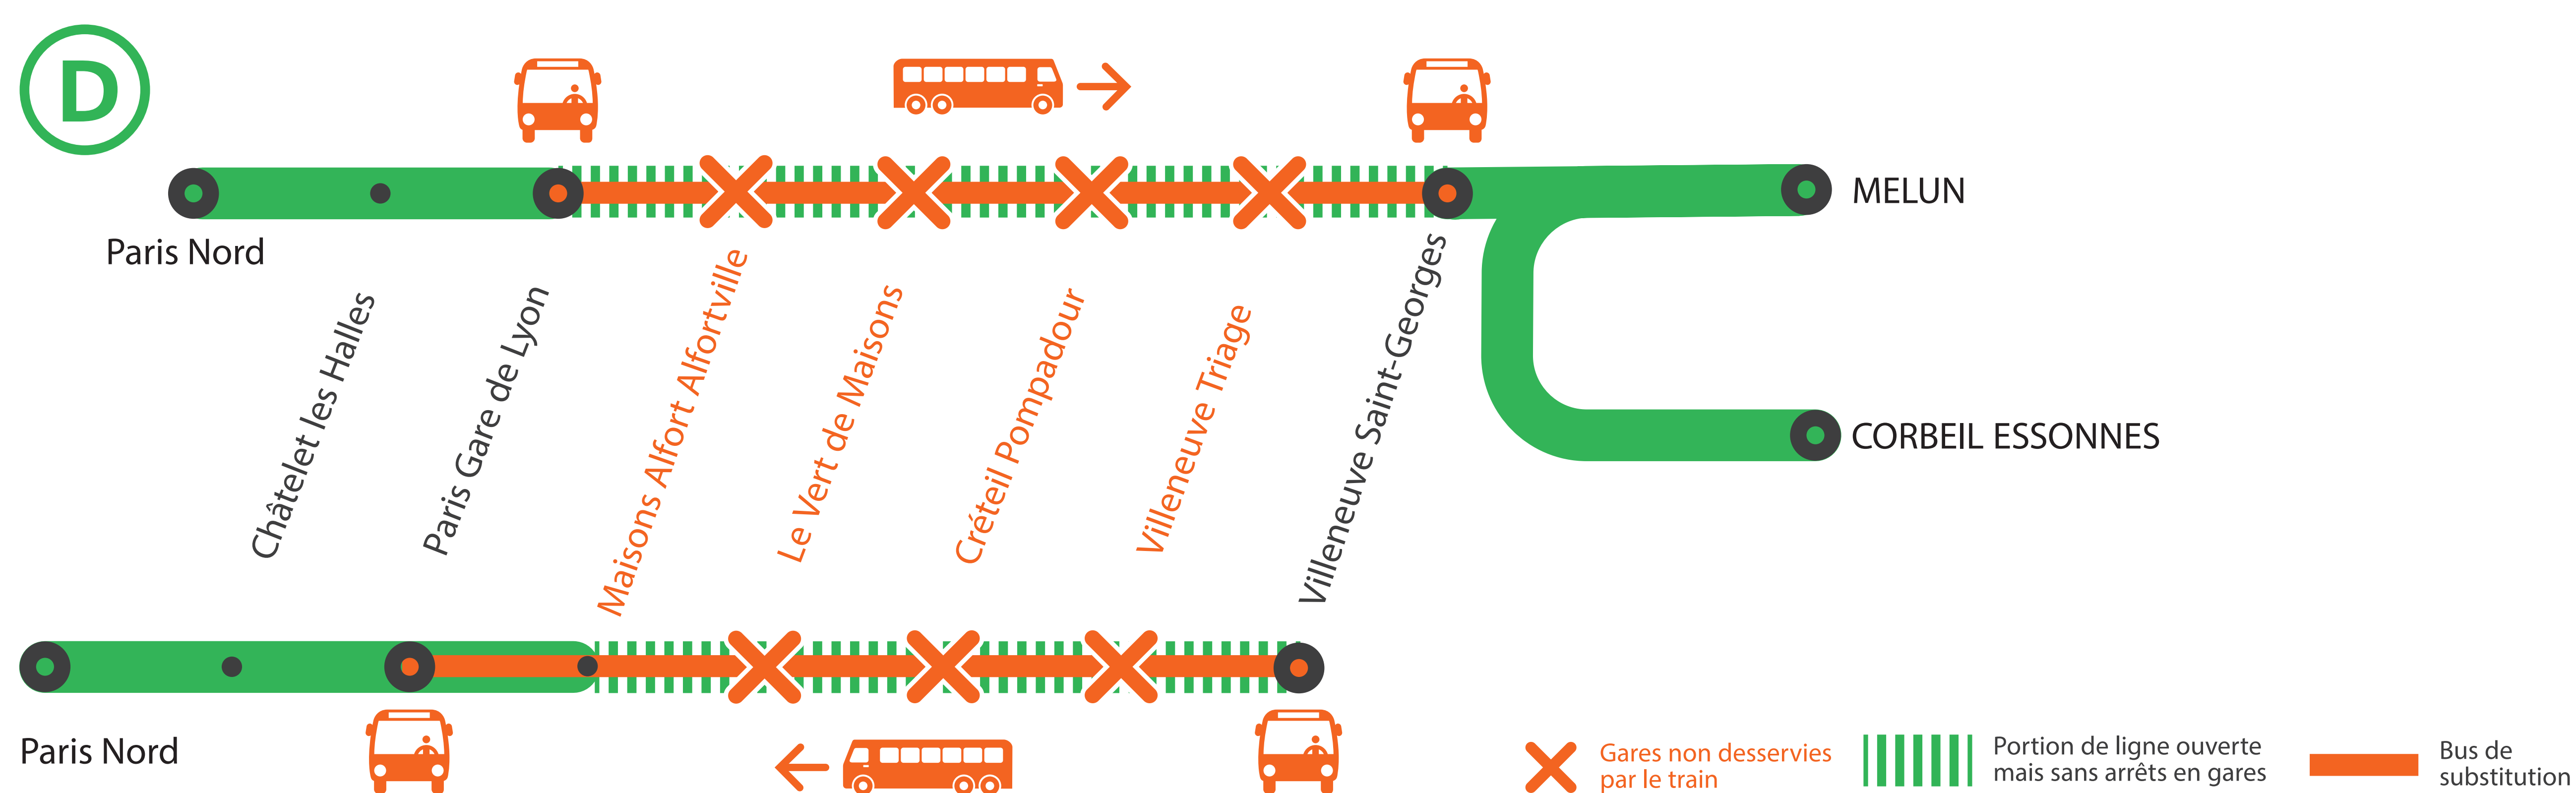 D
Paris Nord
Châtelet les Halles
Paris Gare de Lyon
Maisons Alfort Alfortville
Le Vert de Maisons
Créteil Pompadour
Villeneuve Triage
Villeneuve Saint-Georges
MELUN
CORBEIL ESSONNES
Paris Nord
Gares non desservies
par le train
Portion de ligne ouverte
mais sans arrêts en gares
Bus de
substitution